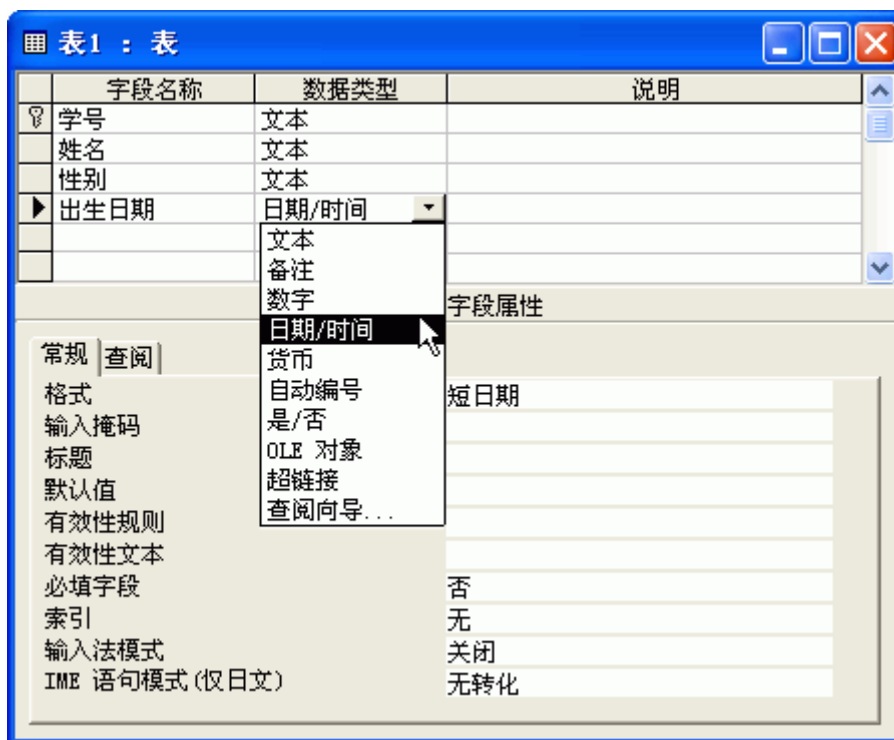 表1 : 表
字段名称 数据类型 说明
学号 文本
姓名 文本
性别 文本
出生日期 日期/时间
文本
备注
数字
日期/时间
货币
自动编号
是/否
OLE 对象
超链接
查阅向导...
字段属性
常规 查阅
格式 短日期
输入掩码
标题
默认值
有效性规则
有效性文本
必填字段 否
索引 无
输入法模式 关闭
IME 语句模式(仅日文) 无转化